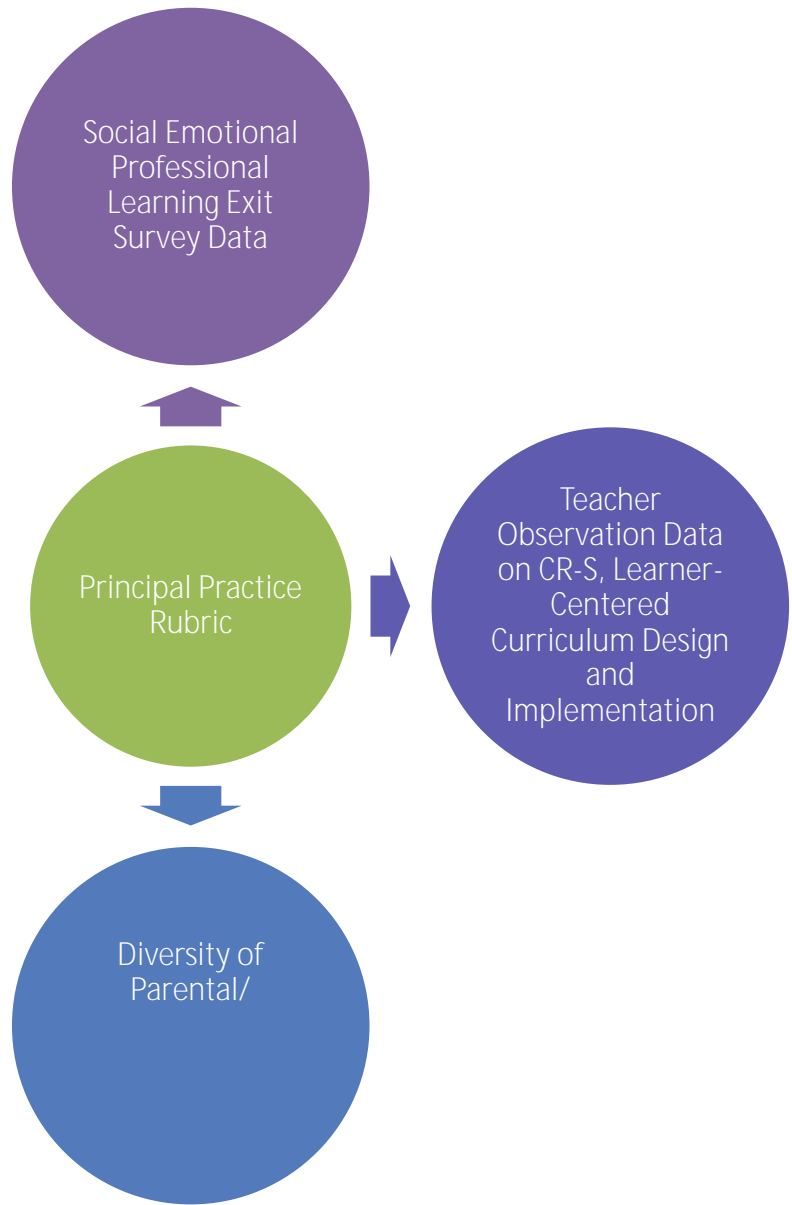 Social Emotional
Professional
Learning Exit
Survey Data
Principal Practice
Rubric
Teacher
Observation Data
on CR-S, Learner-
Centered
Curriculum Design
and
Implementation
Diversity of
Parental/